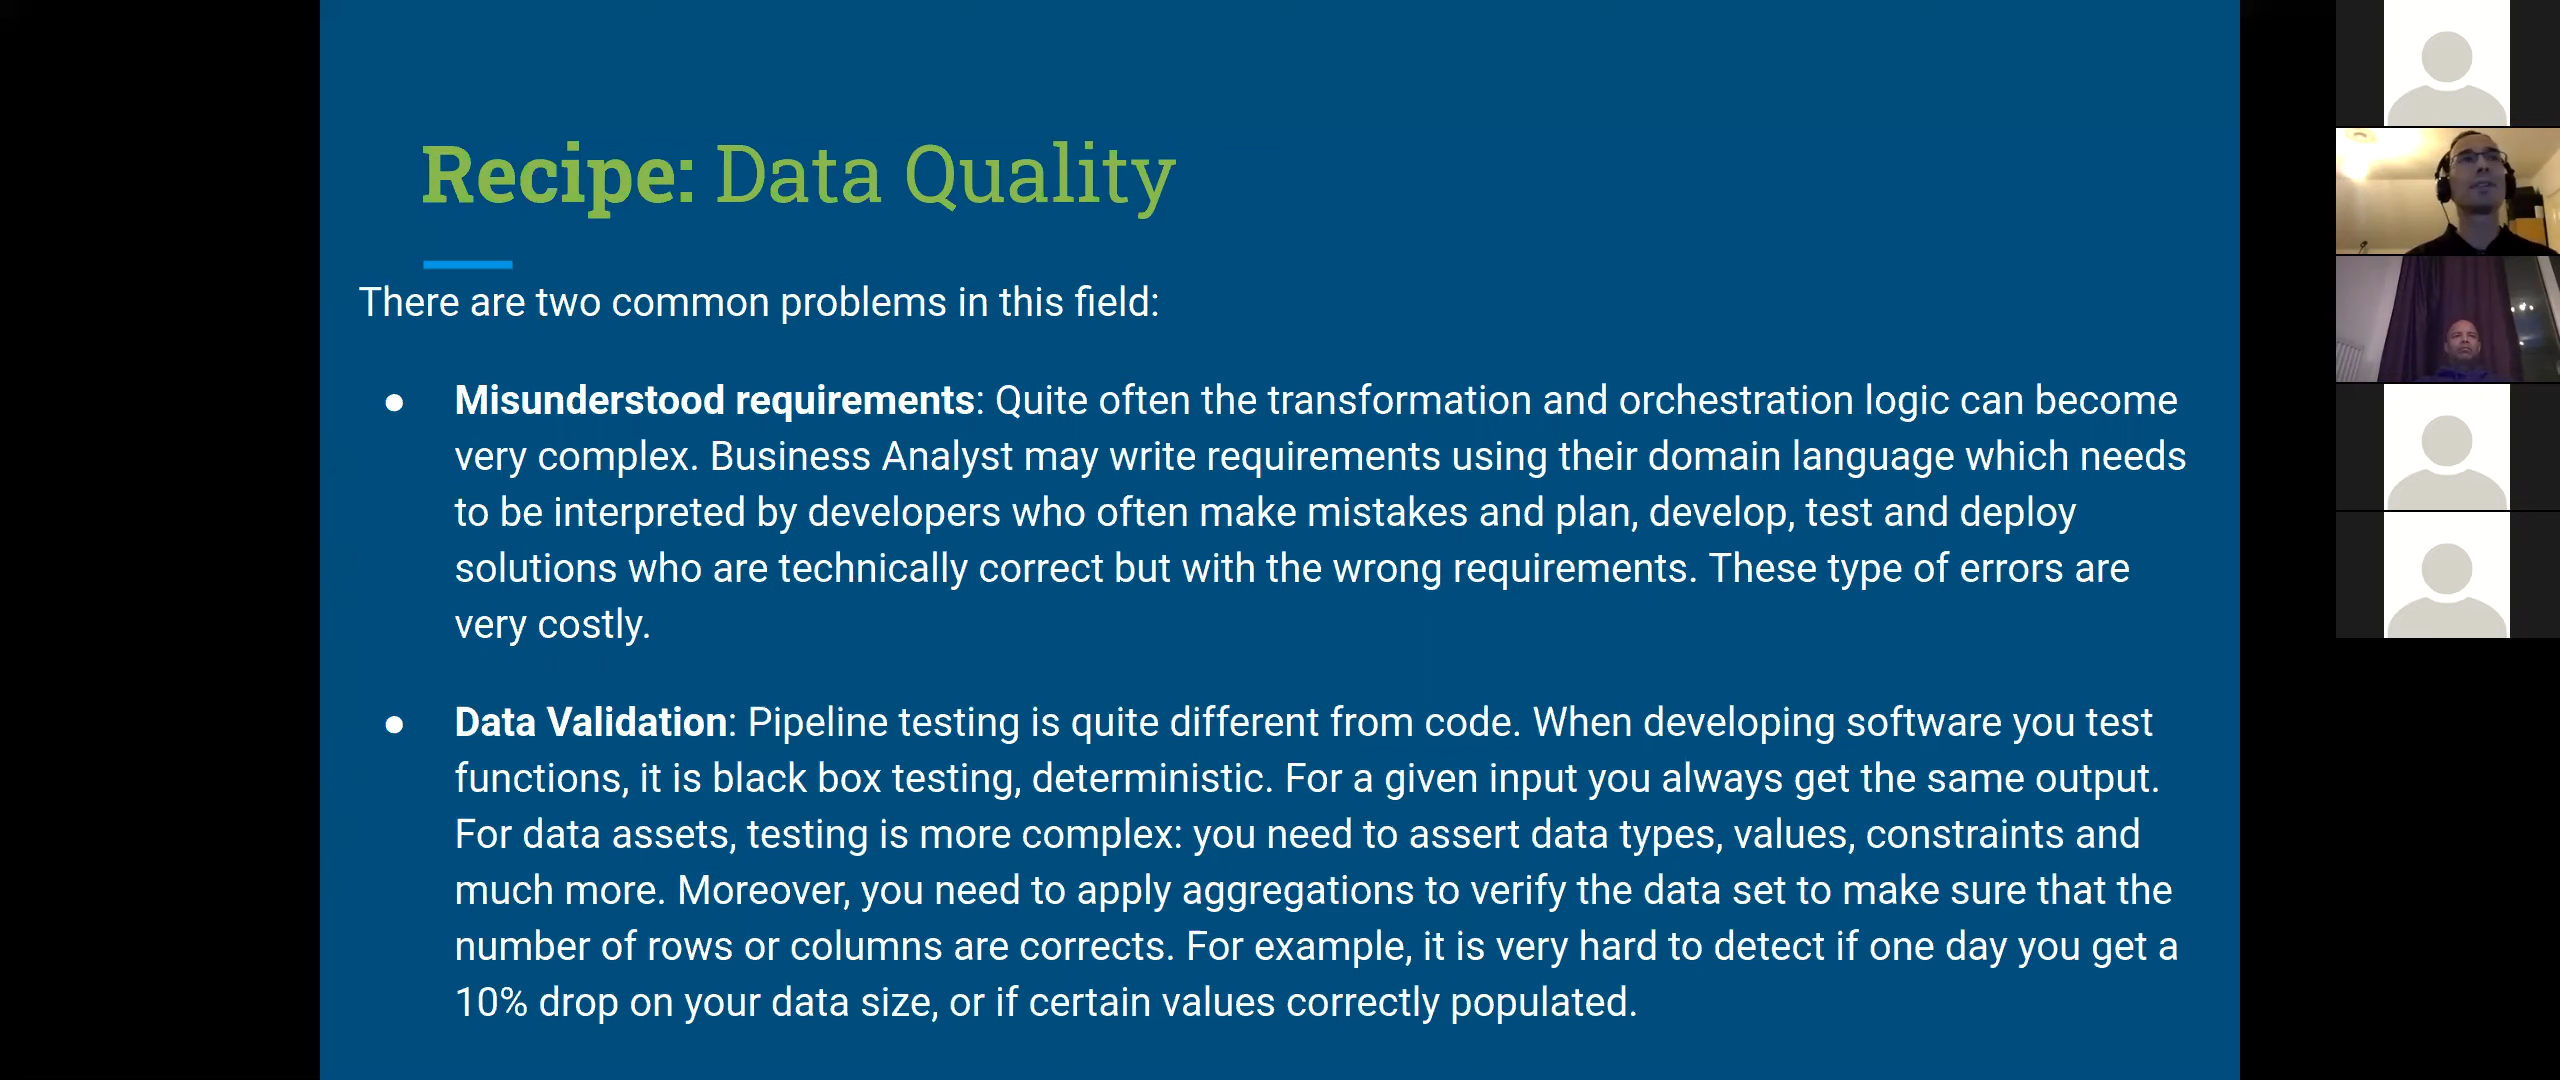 Recipe: Data Quality
There are two common problems in this field:
● Misunderstood requirements: Quite often the transformation and orchestration logic can become
very complex. Business Analyst may write requirements using their domain language which needs
to be interpreted by developers who often make mistakes and plan, develop, test and deploy
solutions who are technically correct but with the wrong requirements. These type of errors are
very costly.
● Data Validation: Pipeline testing is quite different from code. When developing software you test
functions, it is black box testing, deterministic. For a given input you always get the same output.
For data assets, testing is more complex: you need to assert data types, values, constraints and
much more. Moreover, you need to apply aggregations to verify the data set to make sure that the
number of rows or columns are corrects. For example, it is very hard to detect if one day you get a
10% drop on your data size, or if certain values correctly populated.